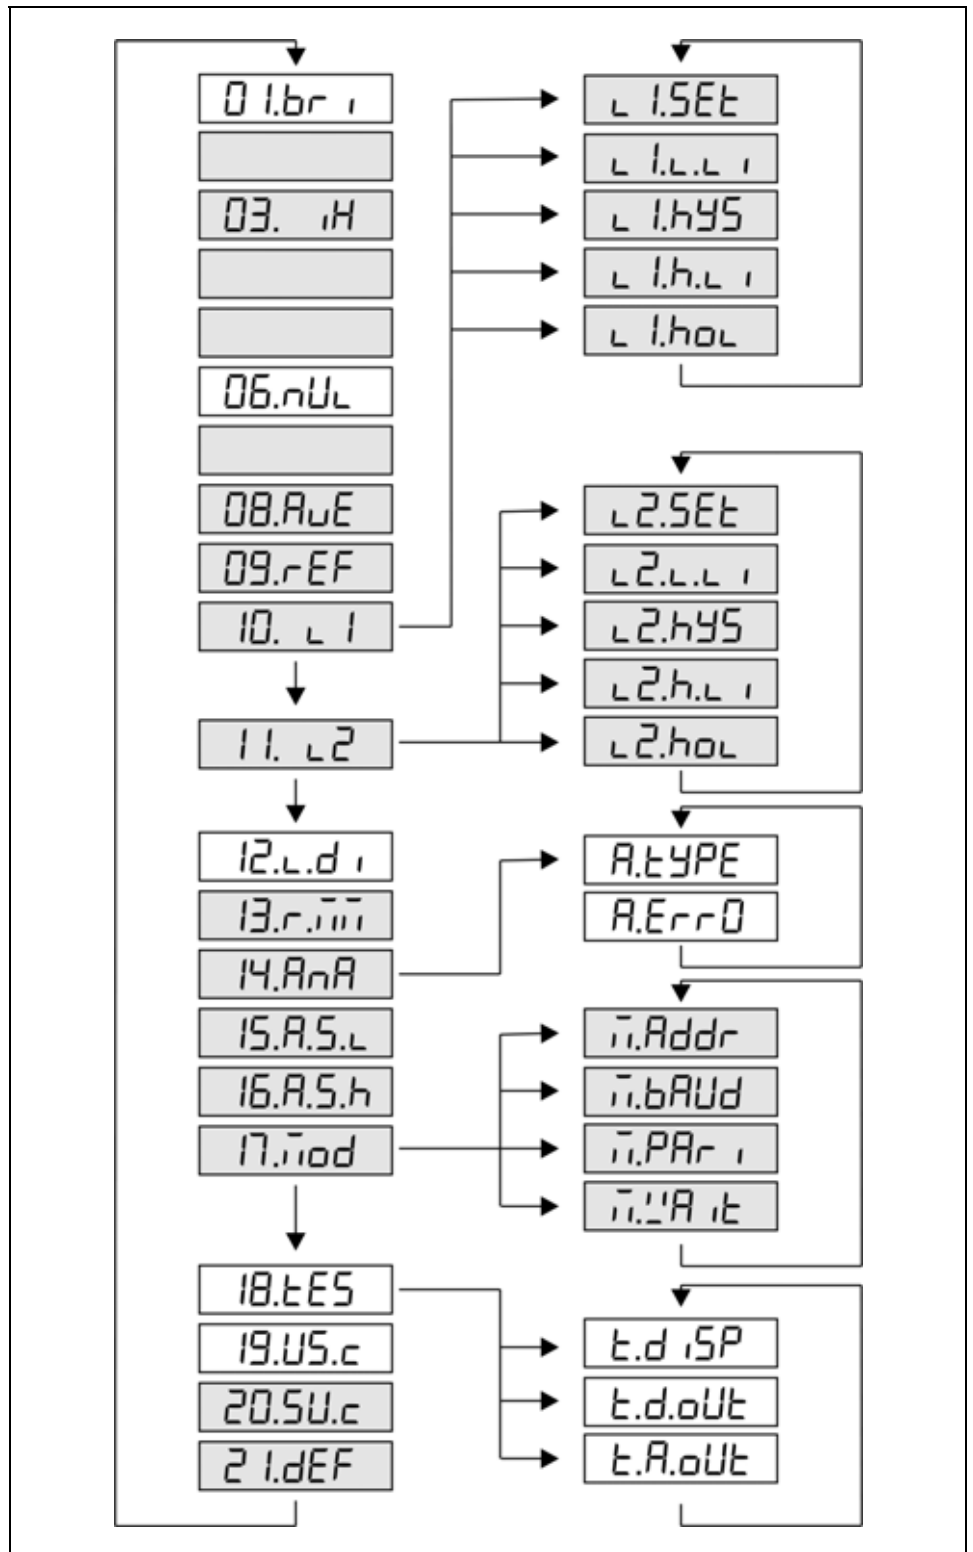 01.bri
03. iH
06.nUL
08.AvE
09.rEF
10. L1
11. L2
12.L.di
13.r.mm
14.AnA
15.A.S.L
16.A.S.h
17.mod
18.tES
19.US.c
20.SU.c
21.dEF
L1.SEt
L1.L.Li
L1.hYS
L1.h.Li
L1.hoL
L2.SEt
L2.L.Li
L2.hYS
L2.h.Li
L2.hoL
A.tYPE
A.Err0
m.Addr
m.bAUd
m.PAri
m.WAit
t.diSP
t.d.oUt
t.A.oUt